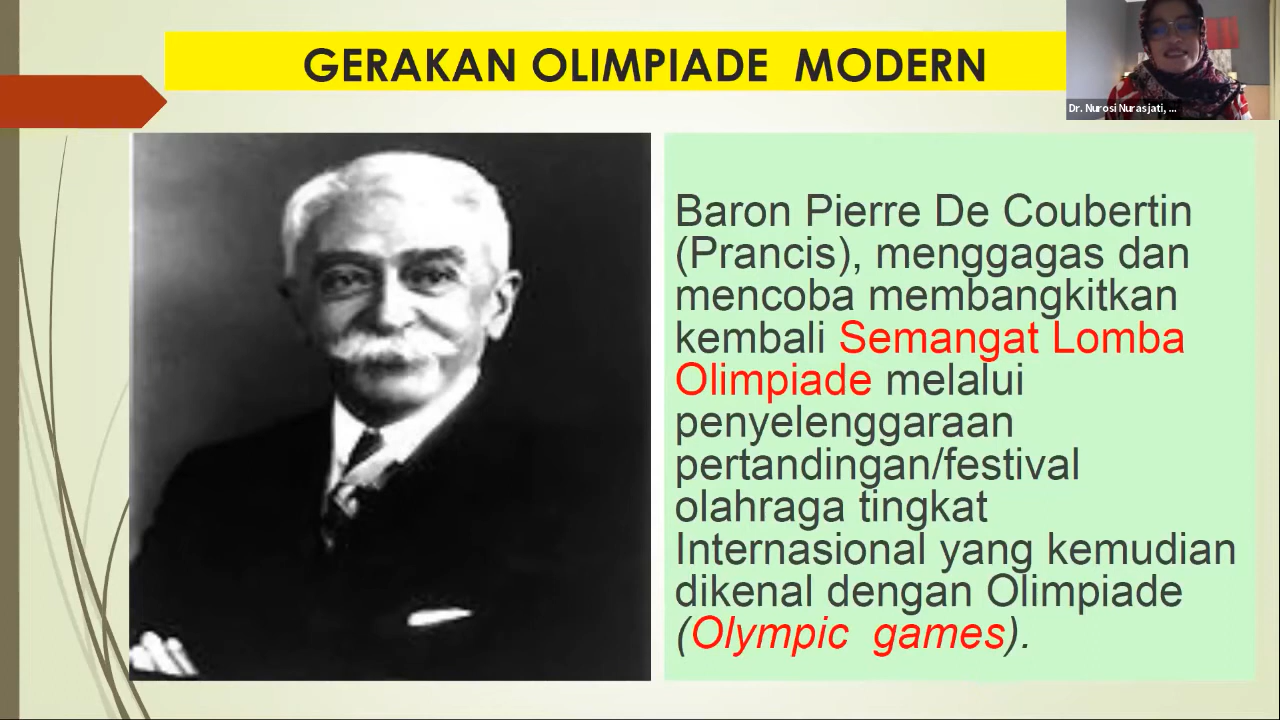 GERAKAN OLIMPIADE MODERN
Dr. Nurosi Nurasjati, ...
Baron Pierre De Coubertin
(Prancis), menggagas dan
mencoba membangkitkan
kembali Semangat Lomba
Olimpiade melalui
penyelenggaraan
pertandingan/festival
olahraga tingkat
Internasional yang kemudian
dikenal dengan Olimpiade
(Olympic games).